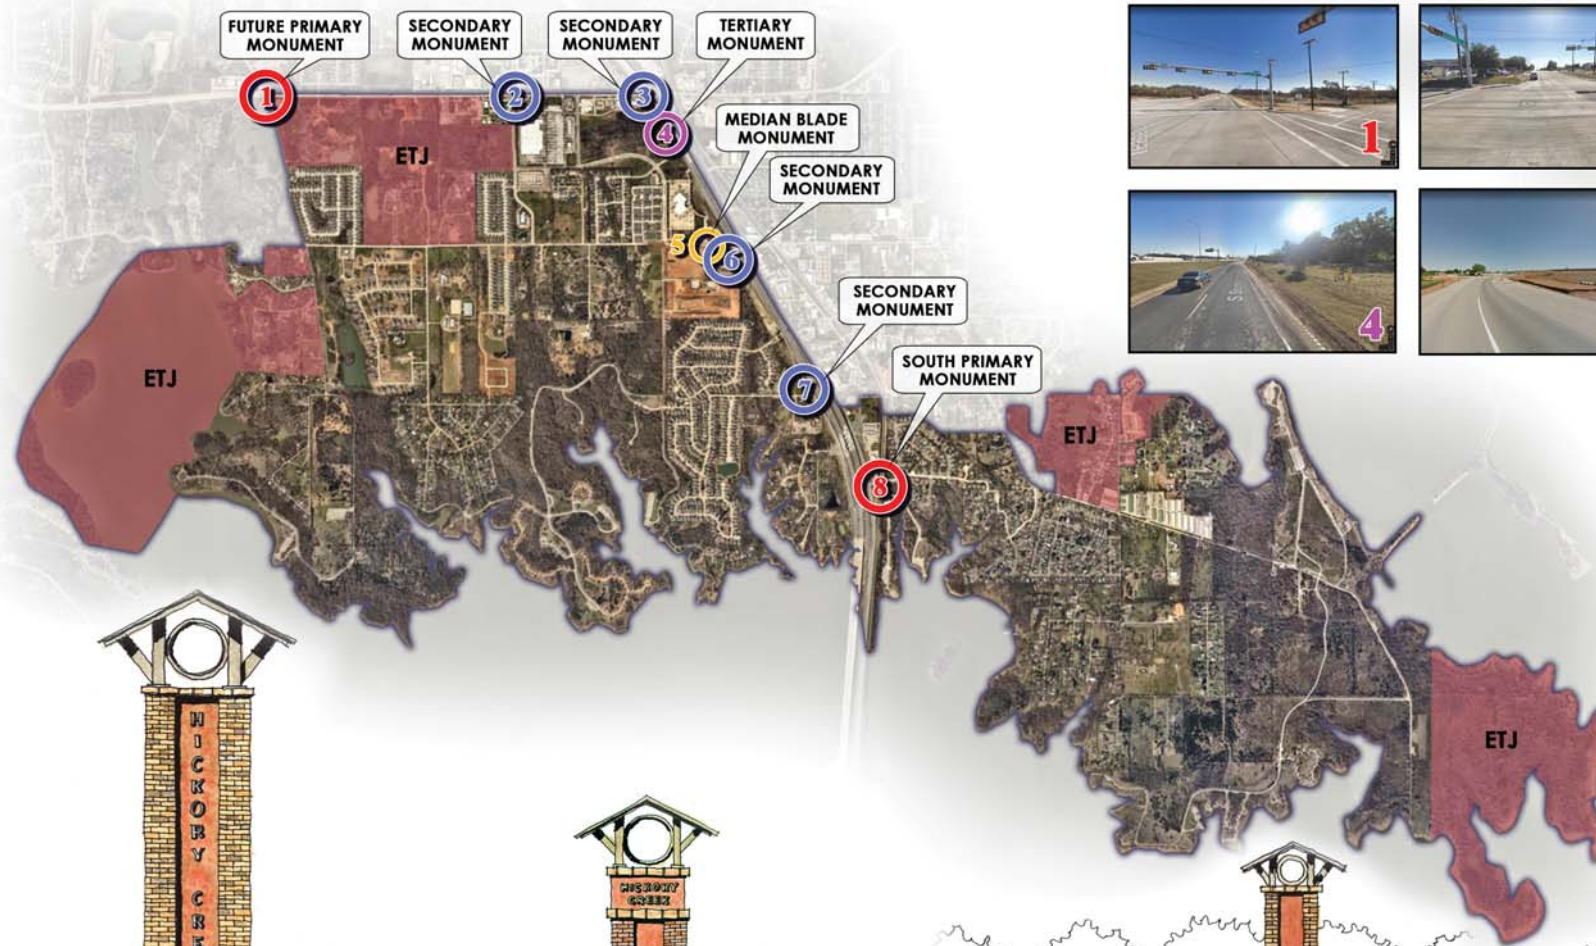 FUTURE PRIMARY
MONUMENT
SECONDARY
MONUMENT
SECONDARY
MONUMENT
TERTIARY
MONUMENT
1
2
3
4
MEDIAN BLADE
MONUMENT
SECONDARY
MONUMENT
5
6
ETJ
ETJ
SECONDARY
MONUMENT
7
SOUTH PRIMARY
MONUMENT
8
ETJ
ETJ
1
4
HICKORY CRE
HICKORY
CREEK